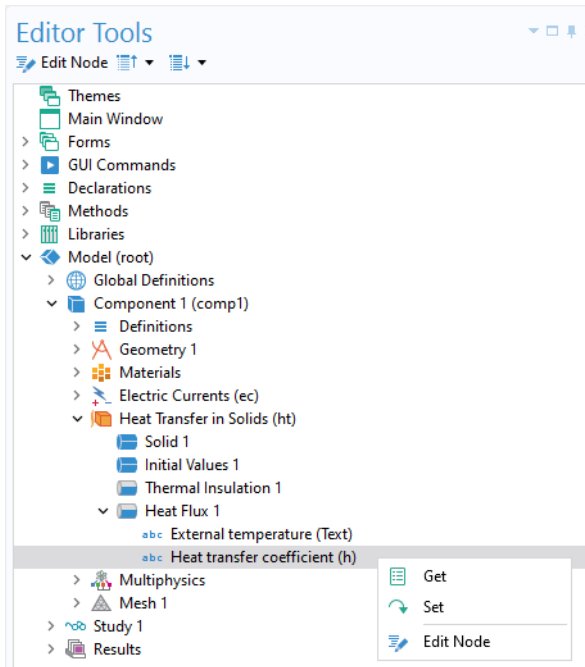 Editor Tools
Edit Node
Themes
Main Window
Forms
GUI Commands
Declarations
Methods
Libraries
Model (root)
Global Definitions
Component 1 (comp1)
Definitions
Geometry 1
Materials
Electric Currents (ec)
Heat Transfer in Solids (ht)
Solid 1
Initial Values 1
Thermal Insulation 1
Heat Flux 1
abc External temperature (Text)
abc Heat transfer coefficient (h)
Get
Multiphysics
Set
Mesh 1
Study 1
Edit Node
Results